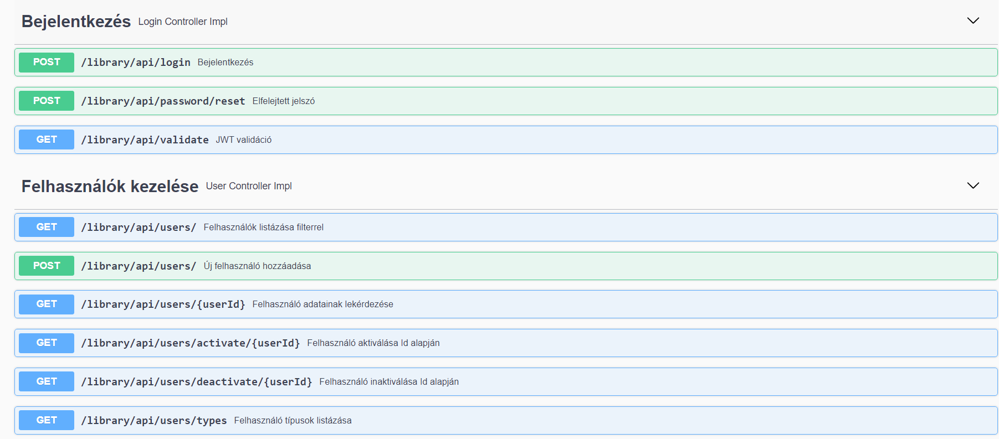 Bejelentkezés Login Controller Impl
POST /library/api/login Bejelentkezés
POST /library/api/password/reset Elfelejtett jelszó
GET /library/api/validate JWT validáció
Felhasználók kezelése User Controller Impl
GET /library/api/users/ Felhasználók listázása filterrel
POST /library/api/users/ Új felhasználó hozzáadása
GET /library/api/users/{userId} Felhasználó adatainak lekérdezése
GET /library/api/users/activate/{userId} Felhasználó aktiválása Id alapján
GET /library/api/users/deactivate/{userId} Felhasználó inaktiválása Id alapján
GET /library/api/users/types Felhasználó típusok listázása